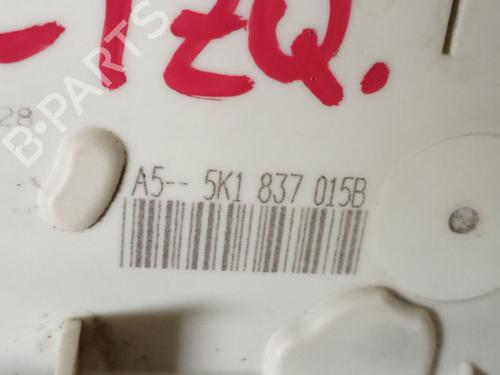 -IZQ.
28
B-PARTS
A5-- 5K1 837 015B